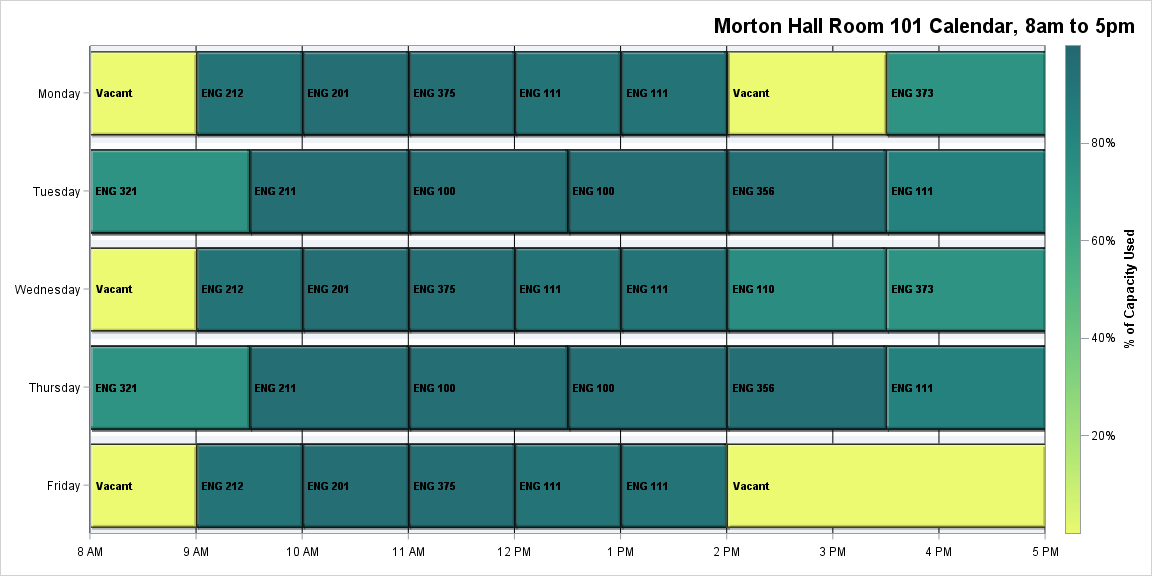 Morton Hall Room 101 Calendar, 8am to 5pm
Monday
Vacant
ENG 212
ENG 201
ENG 375
ENG 111
ENG 111
Vacant
ENG 373
Tuesday
ENG 321
ENG 211
ENG 100
ENG 100
ENG 356
ENG 111
Wednesday
Vacant
ENG 212
ENG 201
ENG 375
ENG 111
ENG 111
ENG 110
ENG 373
Thursday
ENG 321
ENG 211
ENG 100
ENG 100
ENG 356
ENG 111
Friday
Vacant
ENG 212
ENG 201
ENG 375
ENG 111
ENG 111
Vacant
8 AM
9 AM
10 AM
11 AM
12 PM
1 PM
2 PM
3 PM
4 PM
5 PM
80%
60%
40%
20%
% of Capacity Used